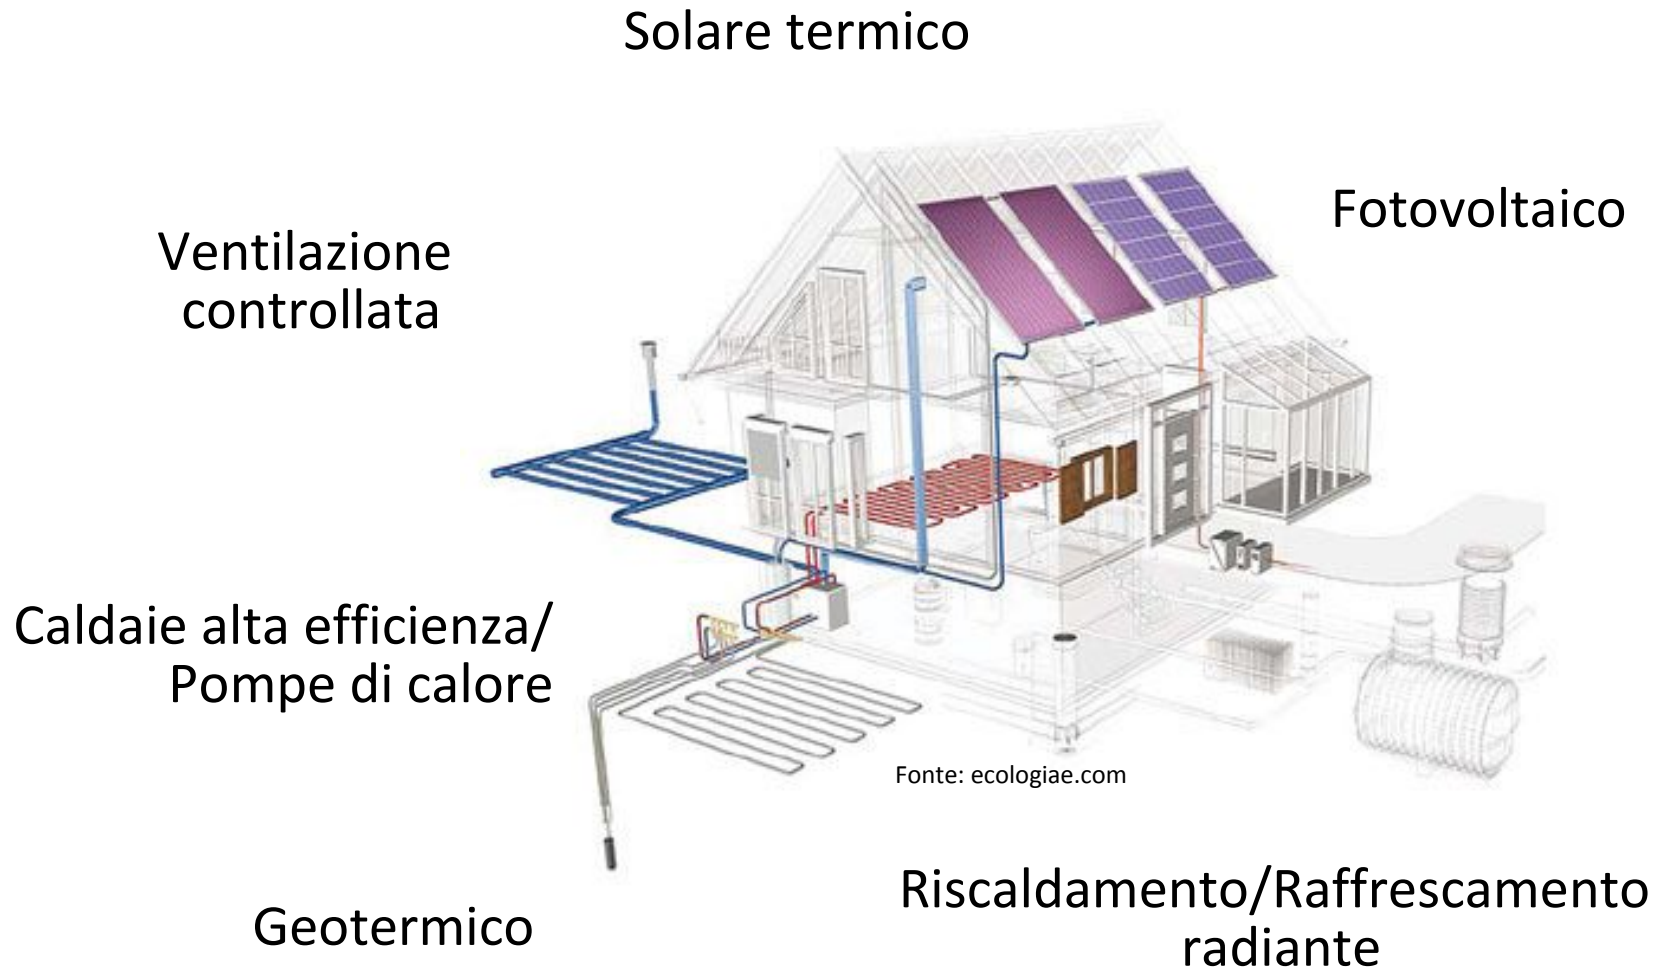 Solare termico
Fotovoltaico
Ventilazione
controllata
Caldaie alta efficienza/
Pompe di calore
Fonte: ecologiae.com
Geotermico
Riscaldamento/Raffrescamento
radiante